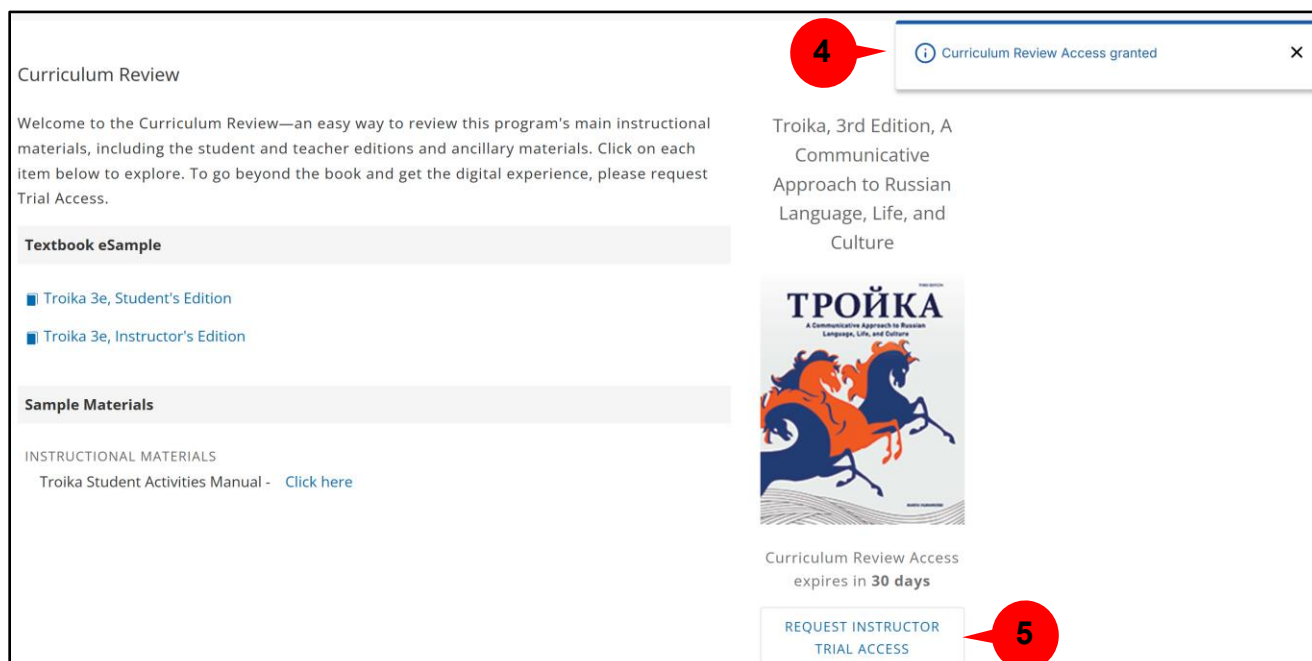 4
Curriculum Review Access granted
Curriculum Review
Welcome to the Curriculum Review—an easy way to review this program's main instructional
materials, including the student and teacher editions and ancillary materials. Click on each
item below to explore. To go beyond the book and get the digital experience, please request
Trial Access.
Textbook eSample
Troika 3e, Student's Edition
Troika 3e, Instructor's Edition
Sample Materials
INSTRUCTIONAL MATERIALS
Troika Student Activities Manual - Click here
Troika, 3rd Edition, A
Communicative
Approach to Russian
Language, Life, and
Culture
THIRD EDITION
ТРОЙКА
A Communicative Approach to Russian
Language, Life, and Culture
Curriculum Review Access
expires in 30 days
REQUEST INSTRUCTOR
TRIAL ACCESS
5